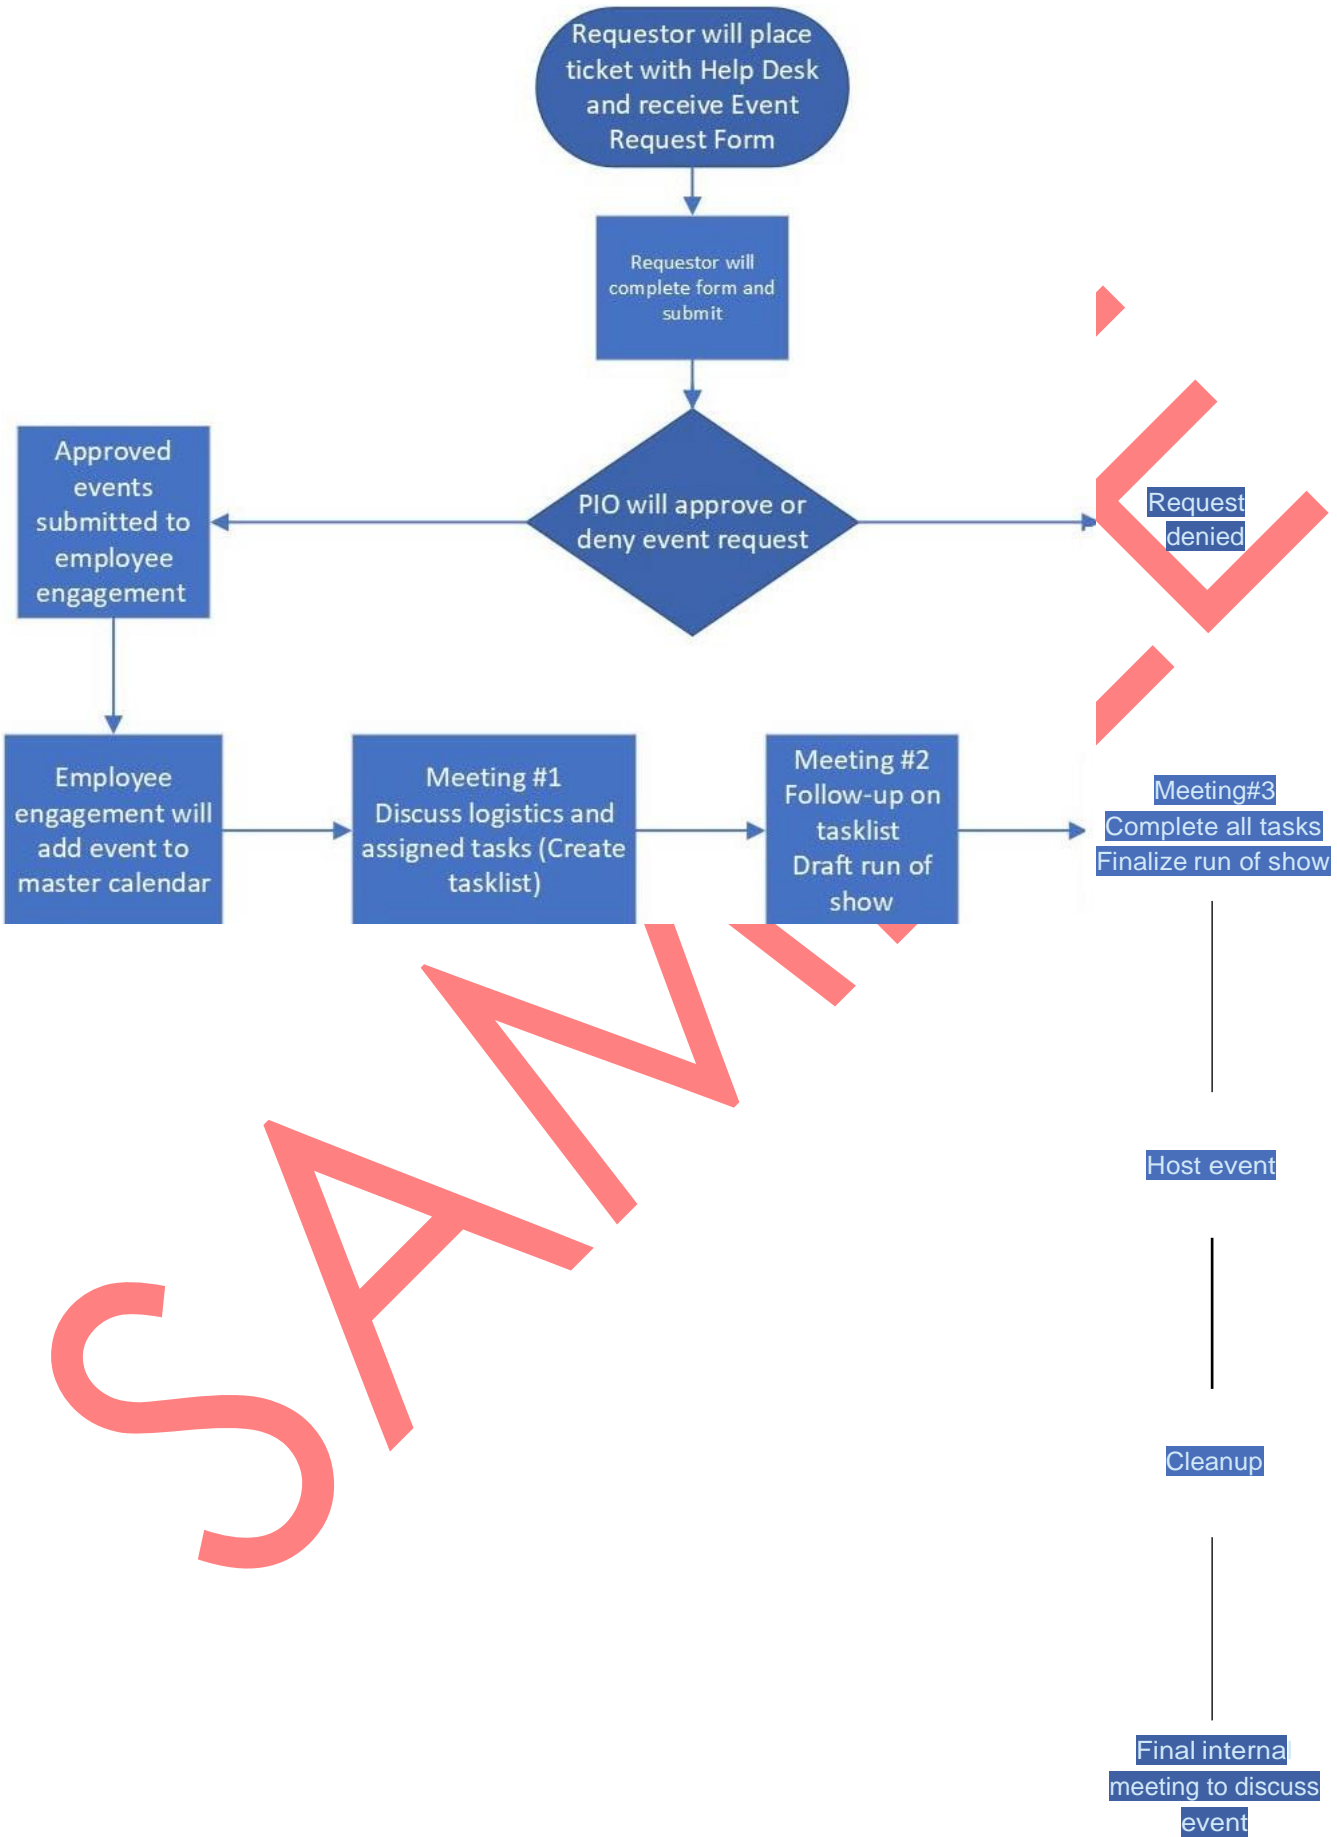 Requestor will place
ticket with Help Desk
and receive Event
Request Form
Requestor will
complete form and
submit
PIO will approve or
deny event request
Approved
events
submitted to
employee
engagement
Request
denied
Employee
engagement will
add event to
master calendar
Meeting #1
Discuss logistics and
assigned tasks (Create
tasklist)
Meeting #2
Follow-up on
tasklist
Draft run of
show
Meeting#3
Complete all tasks
Finalize run of show
Host event
Cleanup
Final internal
meeting to discuss
event